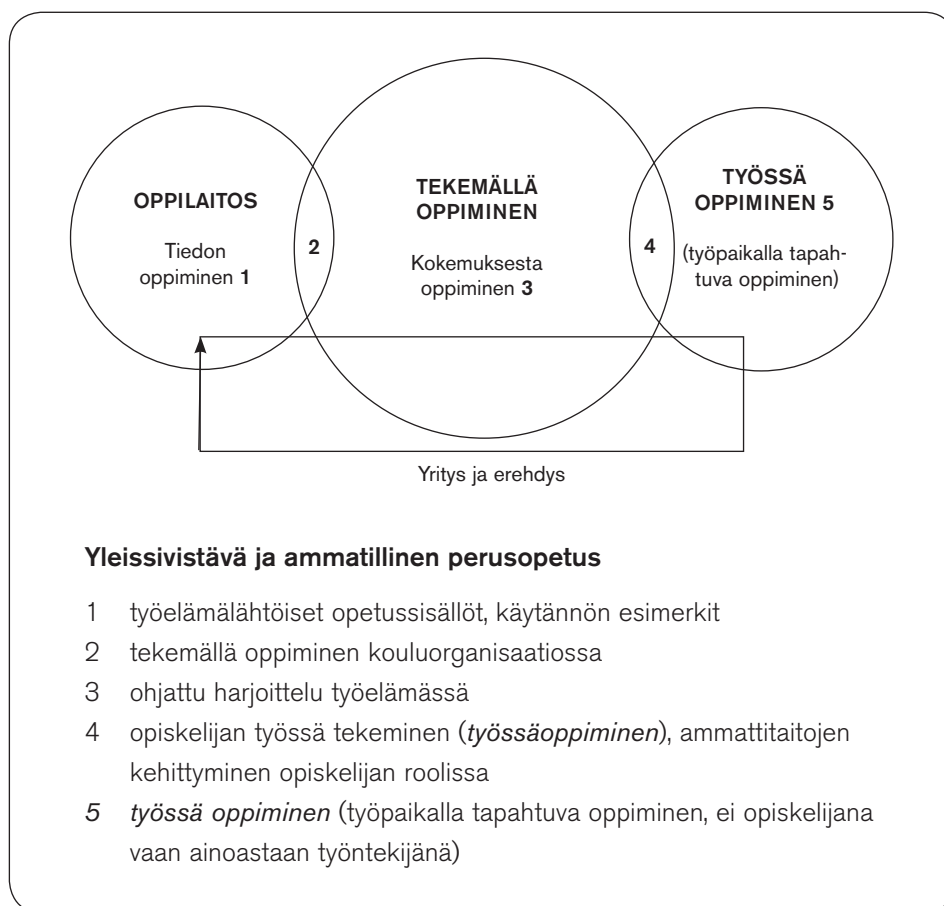 OPPILAITOS
Tiedon
oppiminen 1
2
TEKEMÄLLÄ
OPPIMINEN
Kokemuksesta
oppiminen 3
4
TYÖSSÄ
OPPIMINEN 5
(työpaikalla tapah-
tuva oppiminen)
Yritys ja erehdys
Yleissivistävä ja ammatillinen perusopetus
1 työelämälähtöiset opetussisällöt, käytännön esimerkit
2 tekemällä oppiminen kouluorganisaatiossa
3 ohjattu harjoittelu työelämässä
4 opiskelijan työssä tekeminen (työssäoppiminen), ammattitaitojen
kehittyminen opiskelijan roolissa
5 työssä oppiminen (työpaikalla tapahtuva oppiminen, ei opiskelijana
vaan ainoastaan työntekijänä)